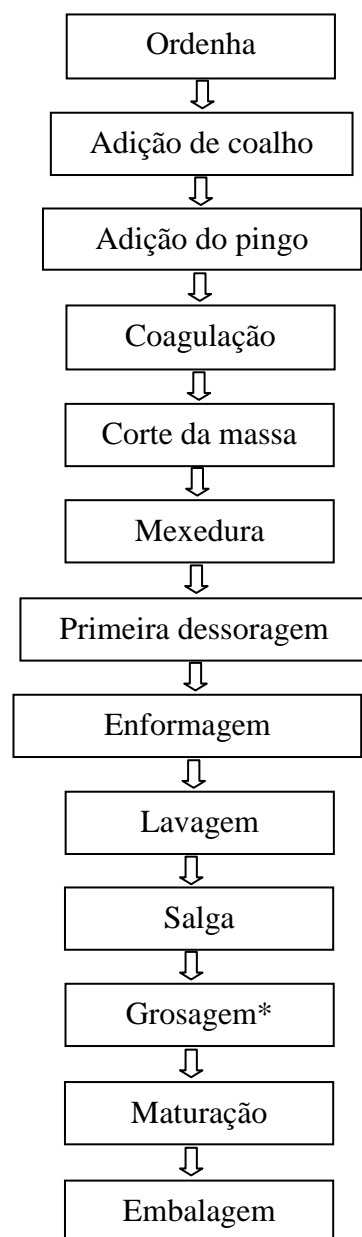 Ordenha
Adição de coalho
Adição do pingo
Coagulação
Corte da massa
Mexedura
Primeira dessoragem
Enformagem
Lavagem
Salga
Grosagem*
Maturação
Embalagem